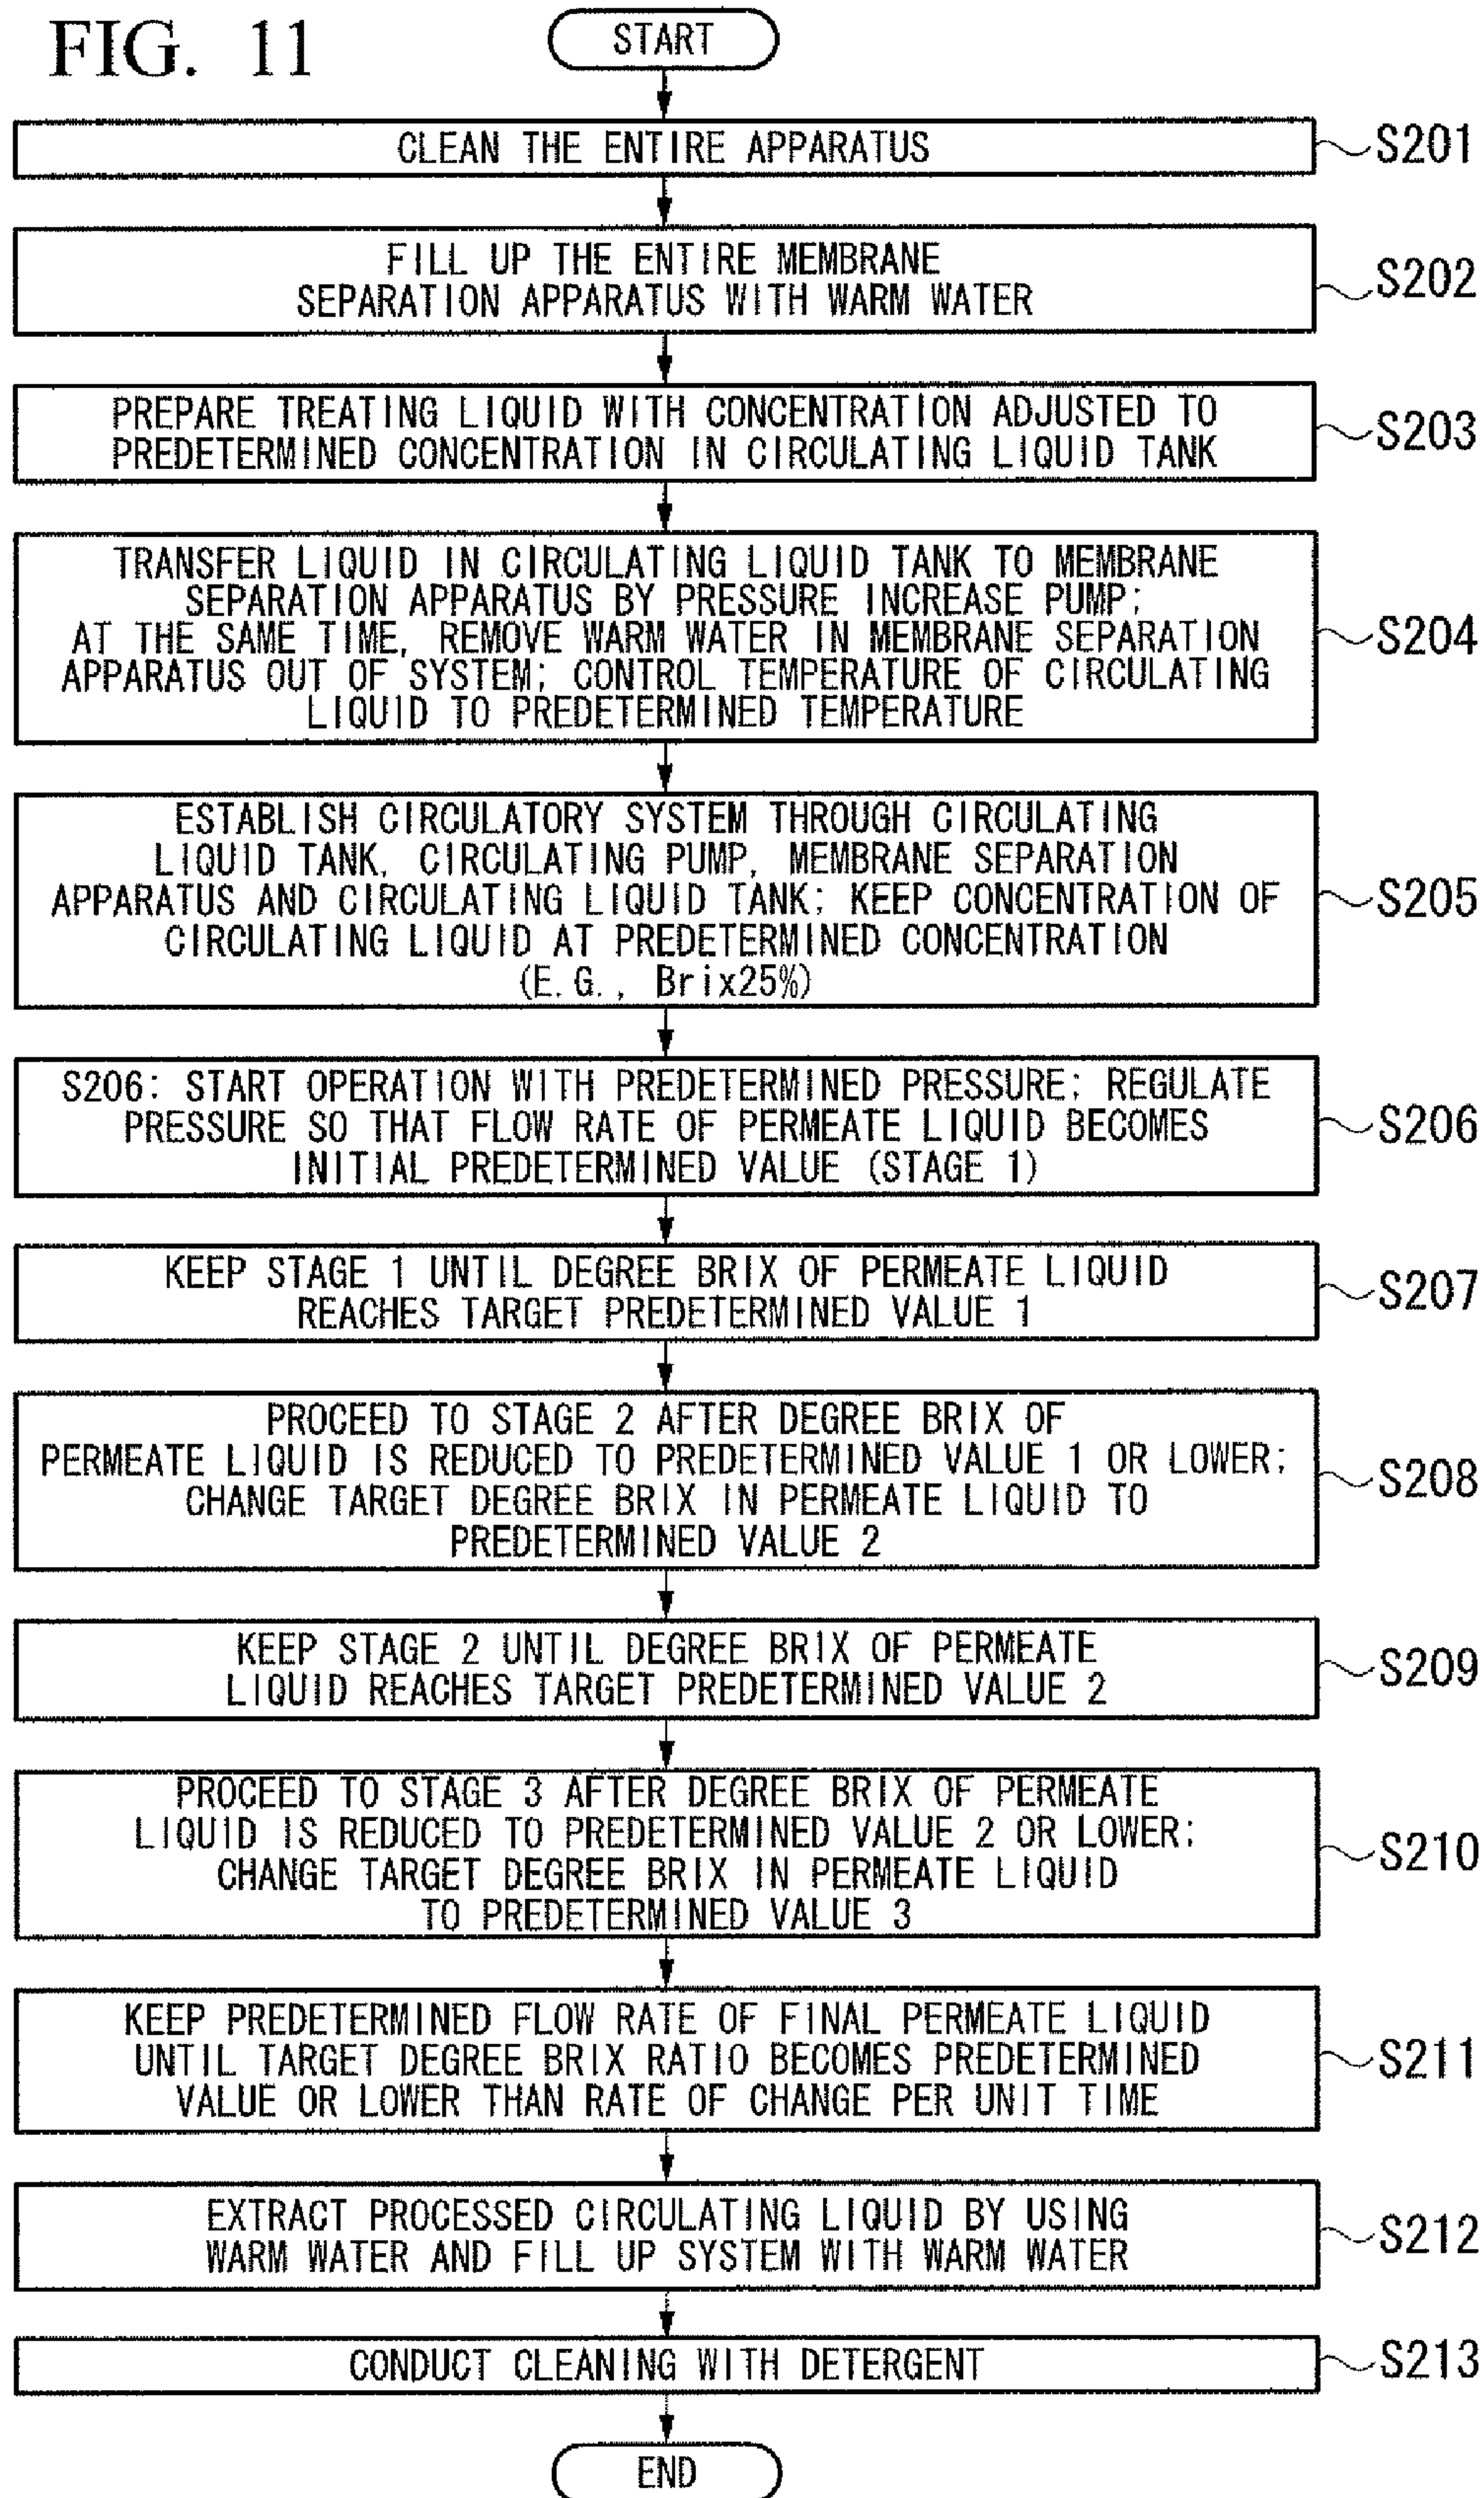 FIG. 11
START
CLEAN THE ENTIRE APPARATUS
S201
FILL UP THE ENTIRE MEMBRANE
SEPARATION APPARATUS WITH WARM WATER
S202
PREPARE TREATING LIQUID WITH CONCENTRATION ADJUSTED TO
PREDETERMINED CONCENTRATION IN CIRCULATING LIQUID TANK
S203
TRANSFER LIQUID IN CIRCULATING LIQUID TANK TO MEMBRANE
SEPARATION APPARATUS BY PRESSURE INCREASE PUMP;
AT THE SAME TIME, REMOVE WARM WATER IN MEMBRANE SEPARATION
APPARATUS OUT OF SYSTEM; CONTROL TEMPERATURE OF CIRCULATING
LIQUID TO PREDETERMINED TEMPERATURE
S204
ESTABLISH CIRCULATORY SYSTEM THROUGH CIRCULATING
LIQUID TANK, CIRCULATING PUMP, MEMBRANE SEPARATION
APPARATUS AND CIRCULATING LIQUID TANK; KEEP CONCENTRATION OF
CIRCULATING LIQUID AT PREDETERMINED CONCENTRATION
(E.G., Brix25%)
S205
S206: START OPERATION WITH PREDETERMINED PRESSURE; REGULATE
PRESSURE SO THAT FLOW RATE OF PERMEATE LIQUID BECOMES
INITIAL PREDETERMINED VALUE (STAGE 1)
S206
KEEP STAGE 1 UNTIL DEGREE BRIX OF PERMEATE LIQUID
REACHES TARGET PREDETERMINED VALUE 1
S207
PROCEED TO STAGE 2 AFTER DEGREE BRIX OF
PERMEATE LIQUID IS REDUCED TO PREDETERMINED VALUE 1 OR LOWER;
CHANGE TARGET DEGREE BRIX IN PERMEATE LIQUID TO
PREDETERMINED VALUE 2
S208
KEEP STAGE 2 UNTIL DEGREE BRIX OF PERMEATE
LIQUID REACHES TARGET PREDETERMINED VALUE 2
S209
PROCEED TO STAGE 3 AFTER DEGREE BRIX OF PERMEATE
LIQUID IS REDUCED TO PREDETERMINED VALUE 2 OR LOWER;
CHANGE TARGET DEGREE BRIX IN PERMEATE LIQUID
TO PREDETERMINED VALUE 3
S210
KEEP PREDETERMINED FLOW RATE OF FINAL PERMEATE LIQUID
UNTIL TARGET DEGREE BRIX RATIO BECOMES PREDETERMINED
VALUE OR LOWER THAN RATE OF CHANGE PER UNIT TIME
S211
EXTRACT PROCESSED CIRCULATING LIQUID BY USING
WARM WATER AND FILL UP SYSTEM WITH WARM WATER
S212
CONDUCT CLEANING WITH DETERGENT
S213
END